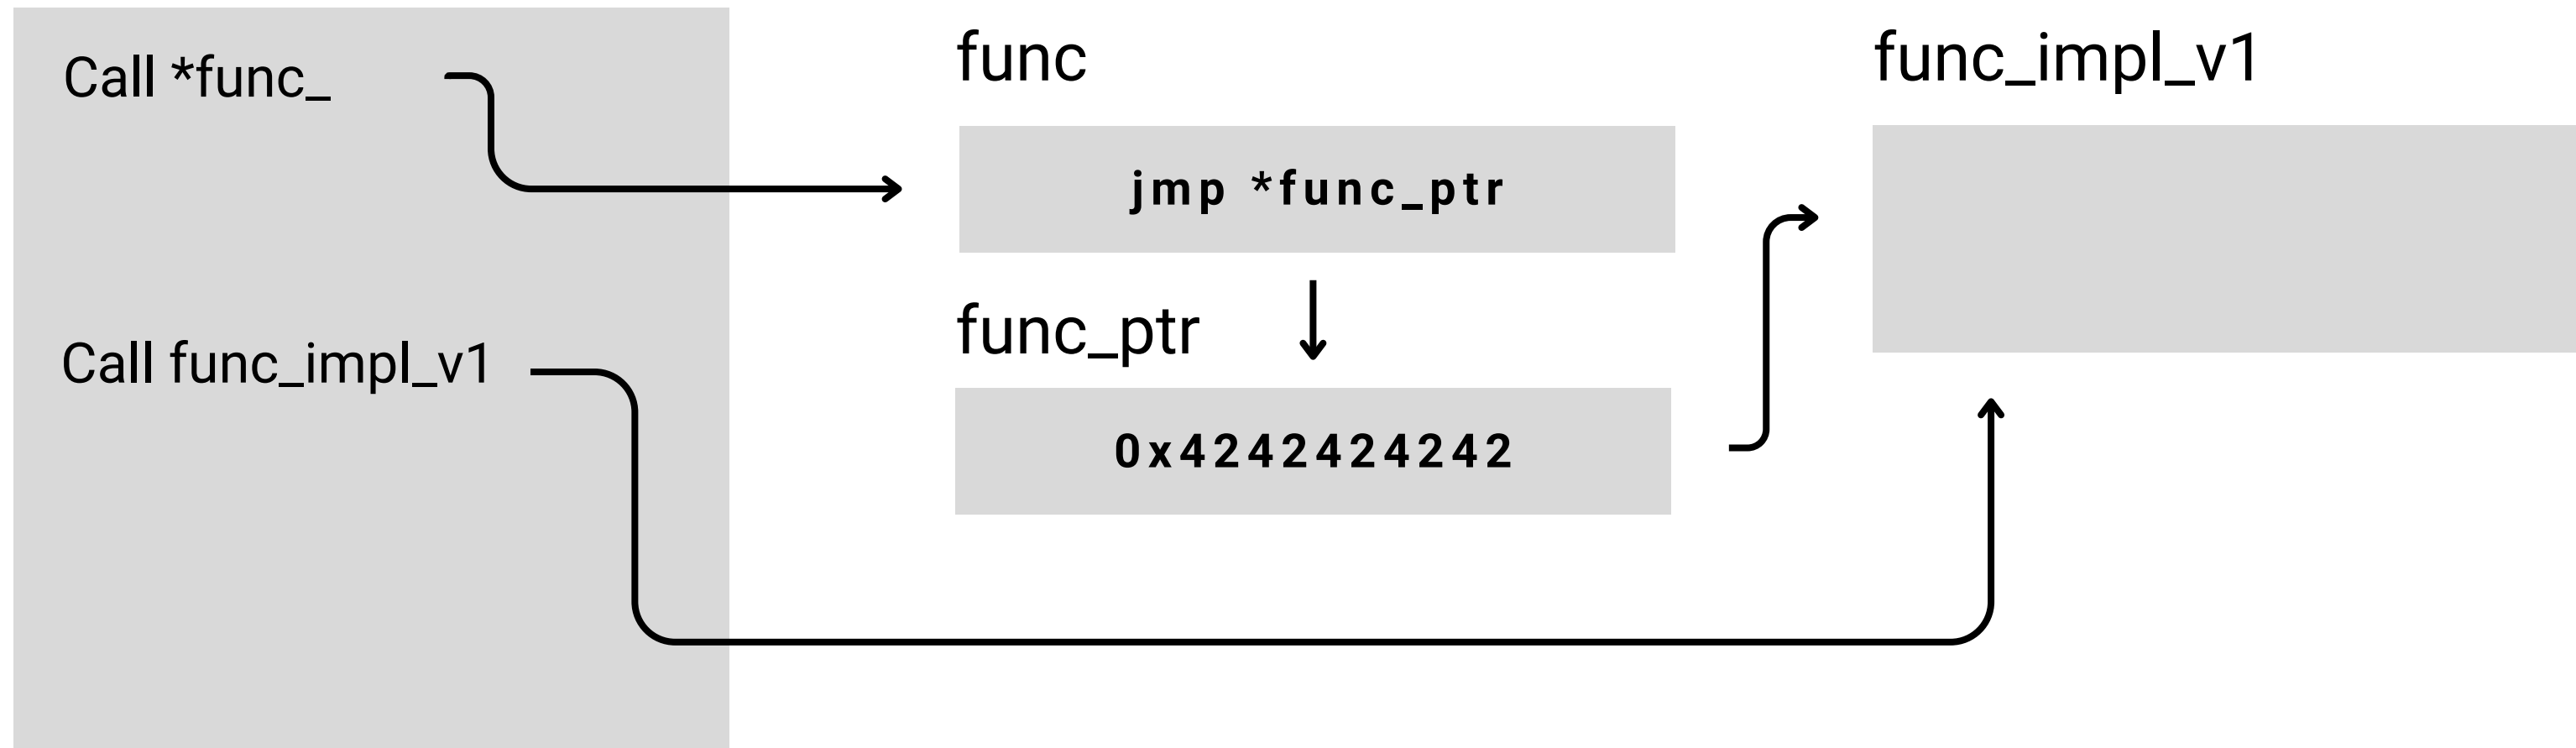 Call *func_
Call func_impl_v1
func
jmp *func_ptr
func_ptr
0x4242424242
func_impl_v1